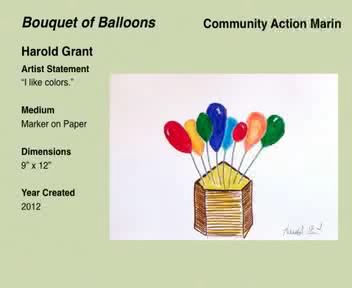 Bouquet of Balloons
Community Action Marin
Harold Grant
Artist Statement
“I like colors.”
Medium
Marker on Paper
Dimensions
9” x 12”
Year Created
2012